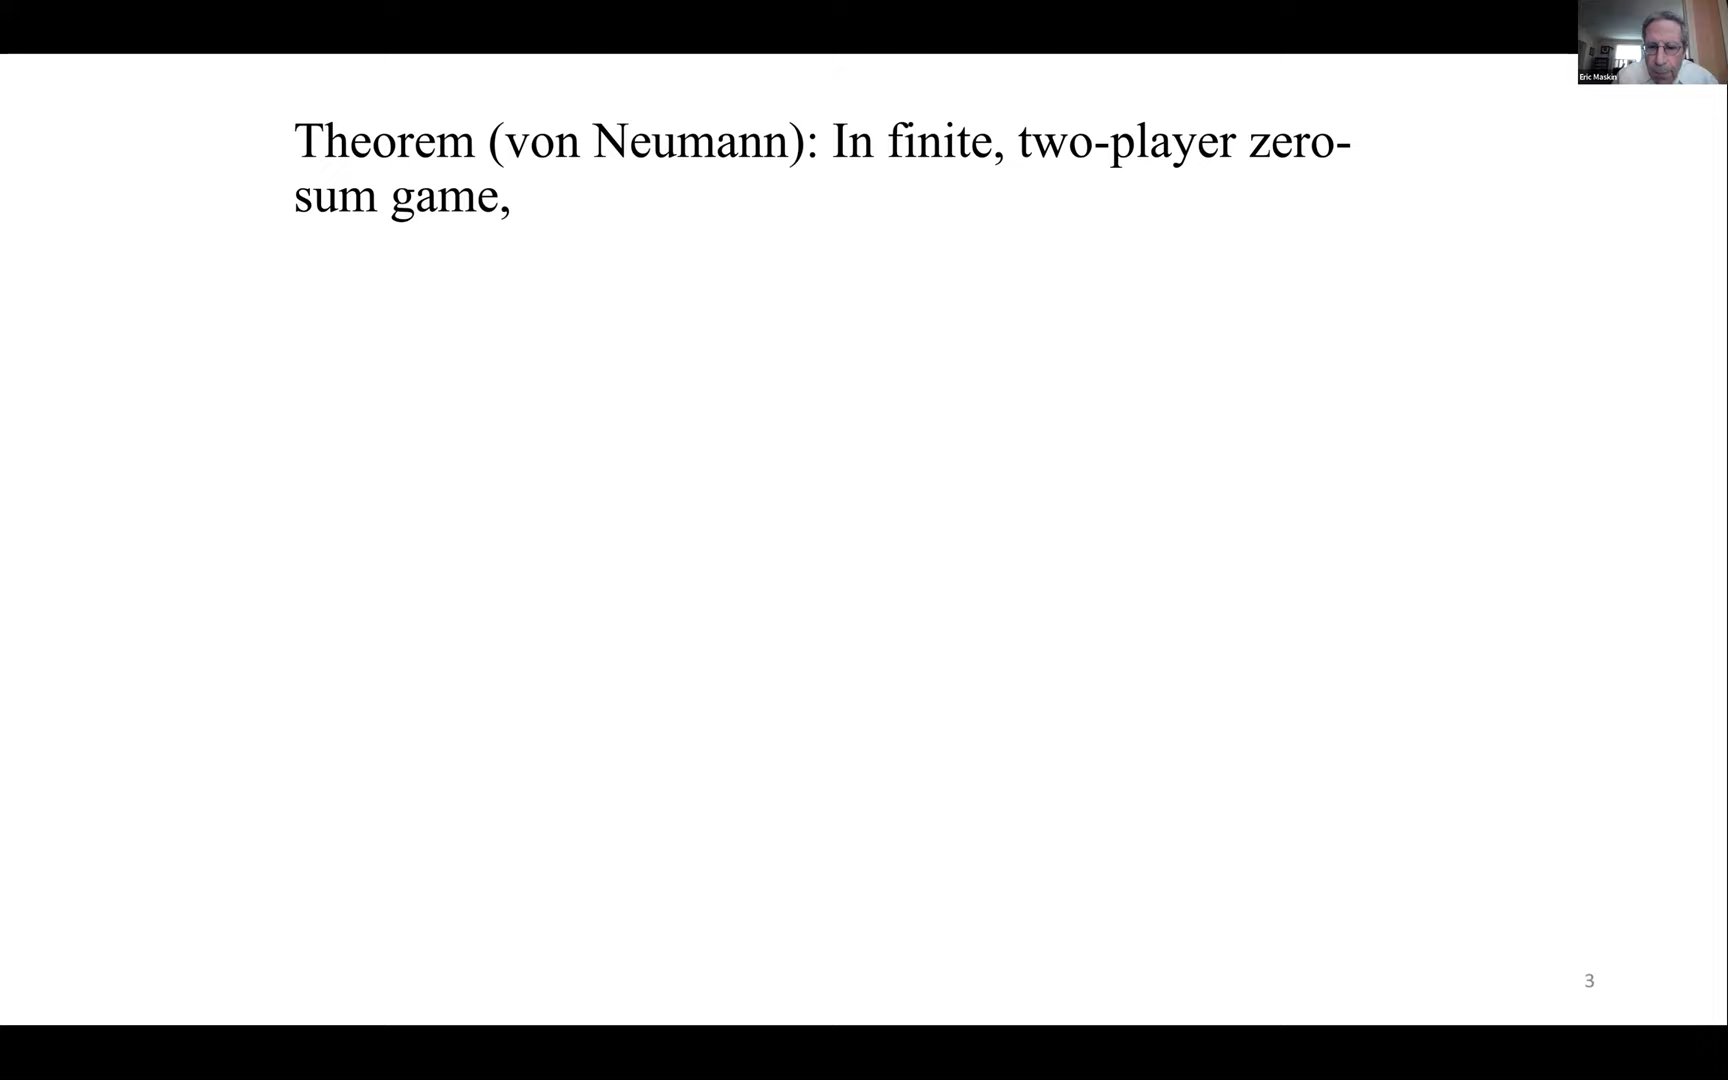 Eric Maskin
Theorem (von Neumann): In finite, two-player zero-
sum game,
3